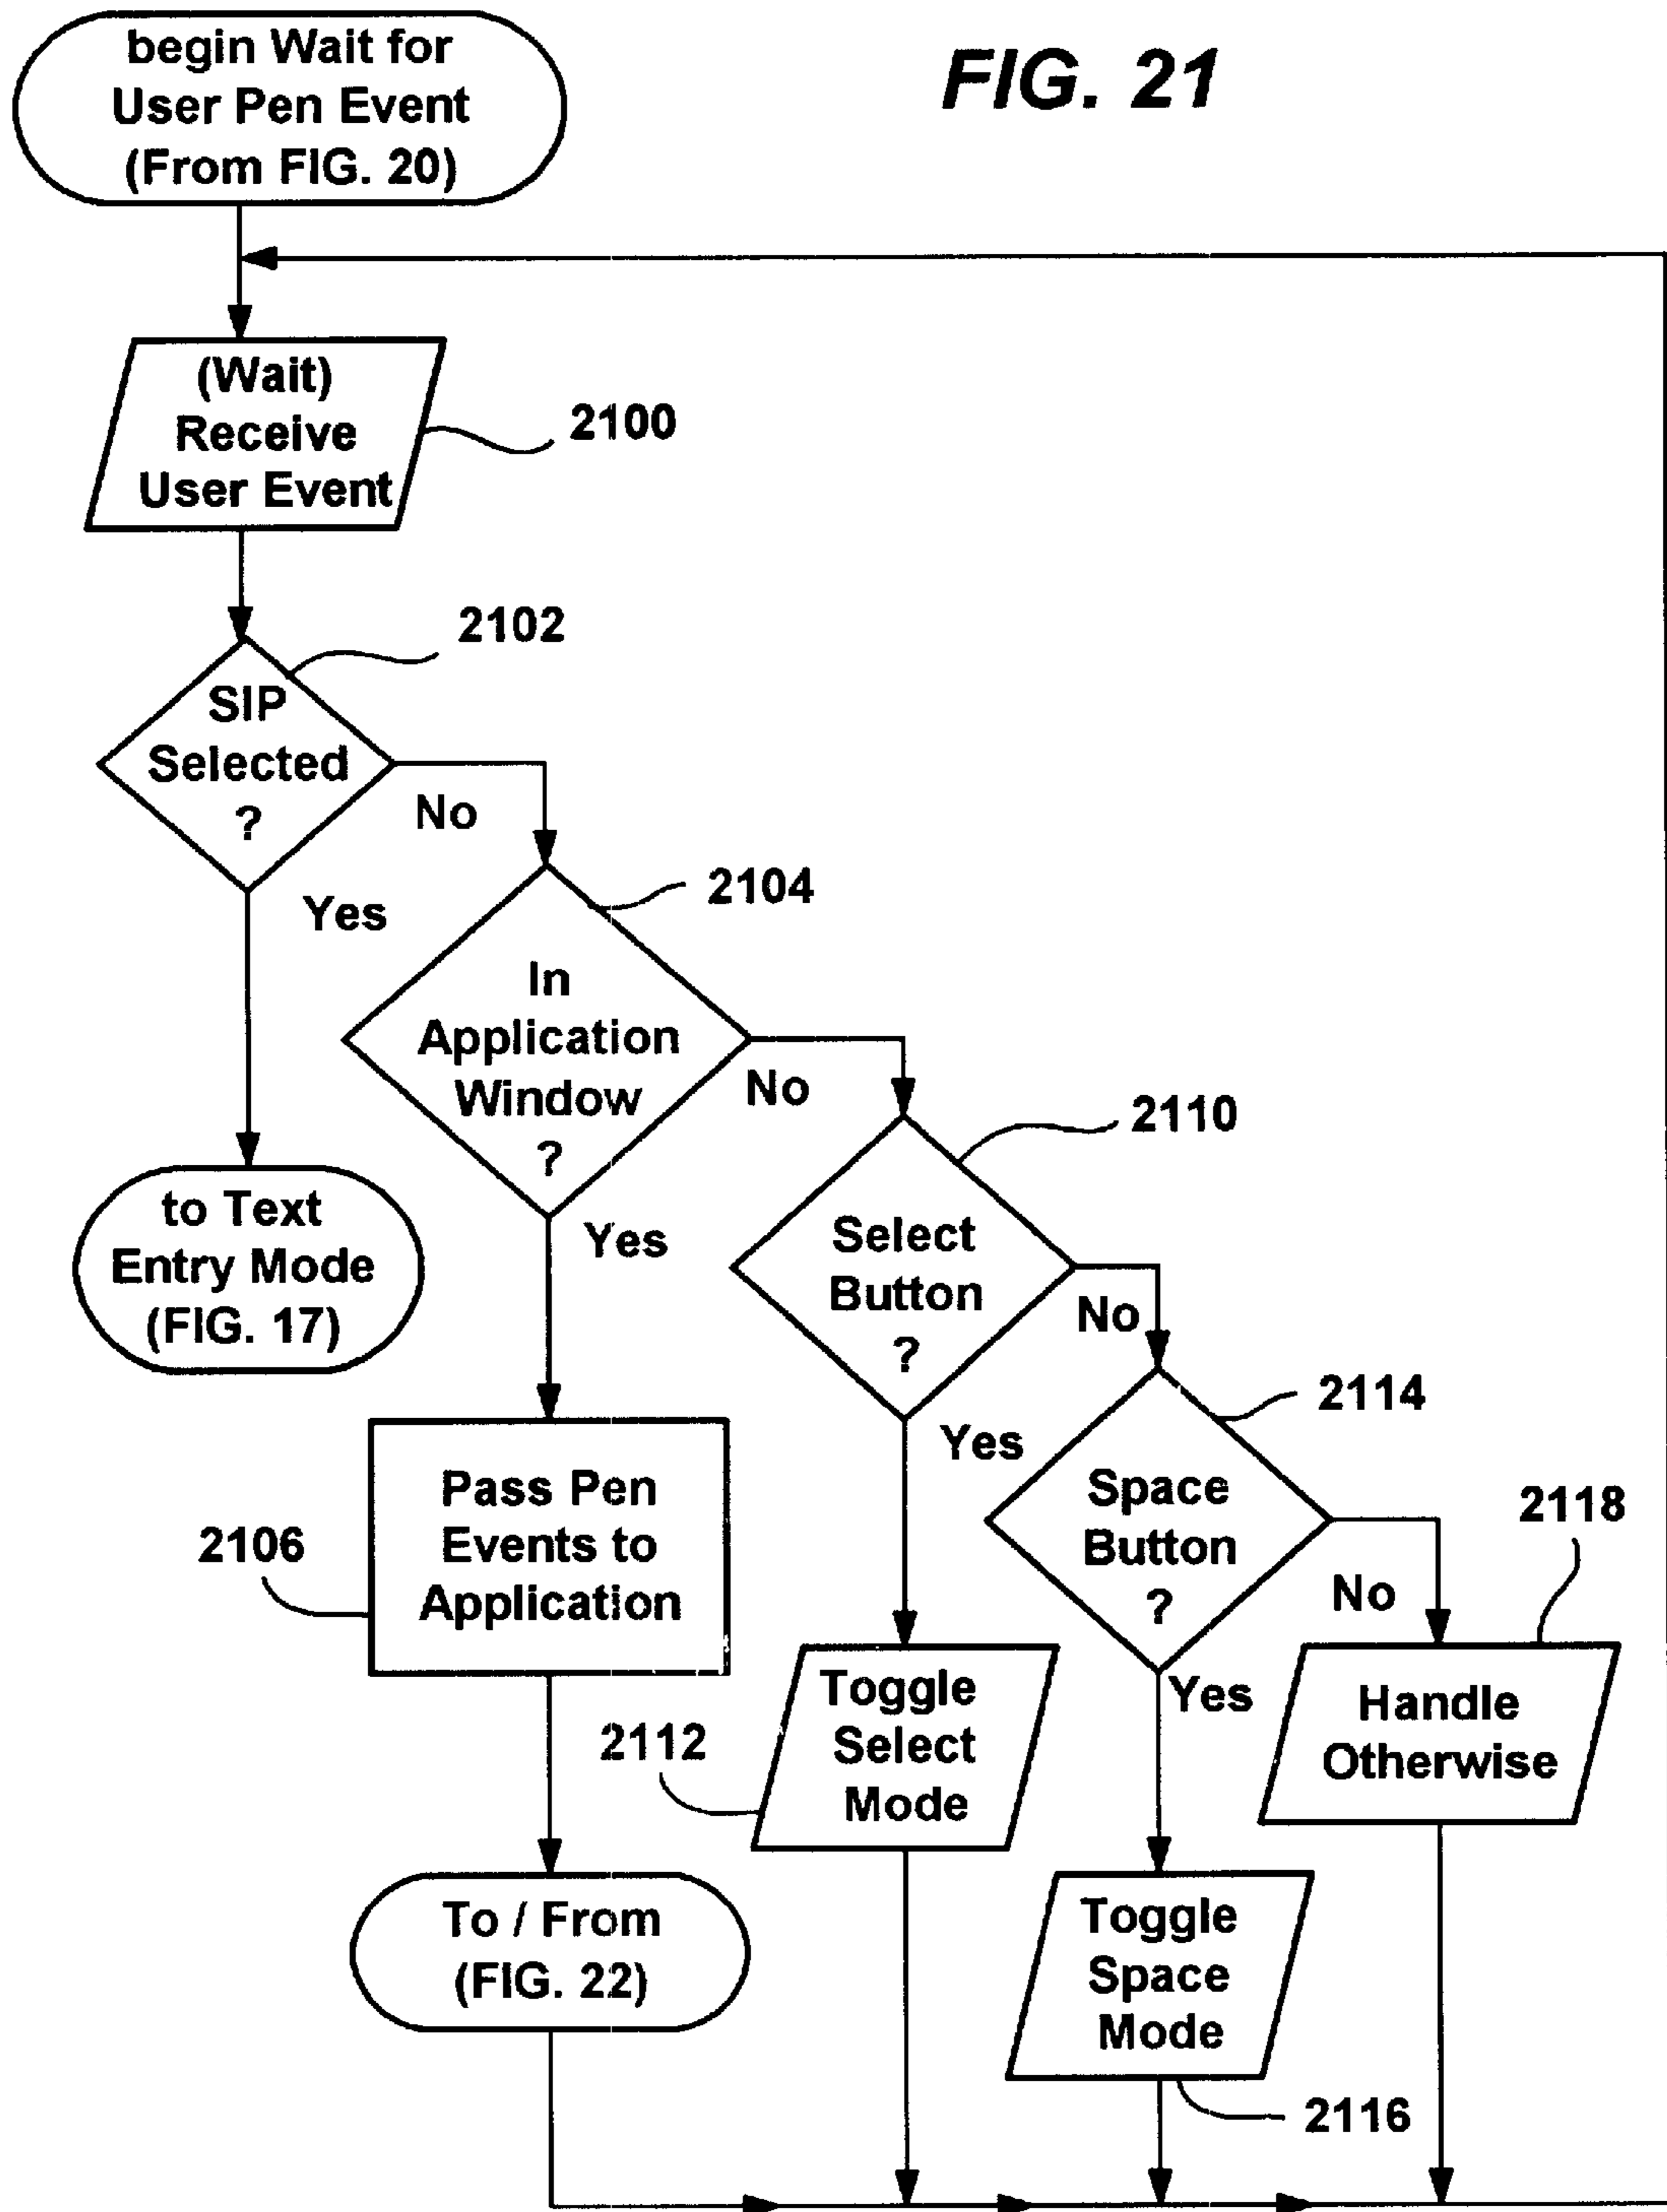 begin Wait for
User Pen Event
(From FIG. 20)
FIG. 21
(Wait)
Receive
User Event
2100
2102
SIP
Selected
?
No
Yes
2104
In
Application
Window
?
No
Yes
to Text
Entry Mode
(FIG. 17)
2110
Select
Button
?
No
Yes
2114
Space
Button
?
No
Yes
2106
Pass Pen
Events to
Application
2112
Toggle
Select
Mode
2118
Handle
Otherwise
To / From
(FIG. 22)
Toggle
Space
Mode
2116